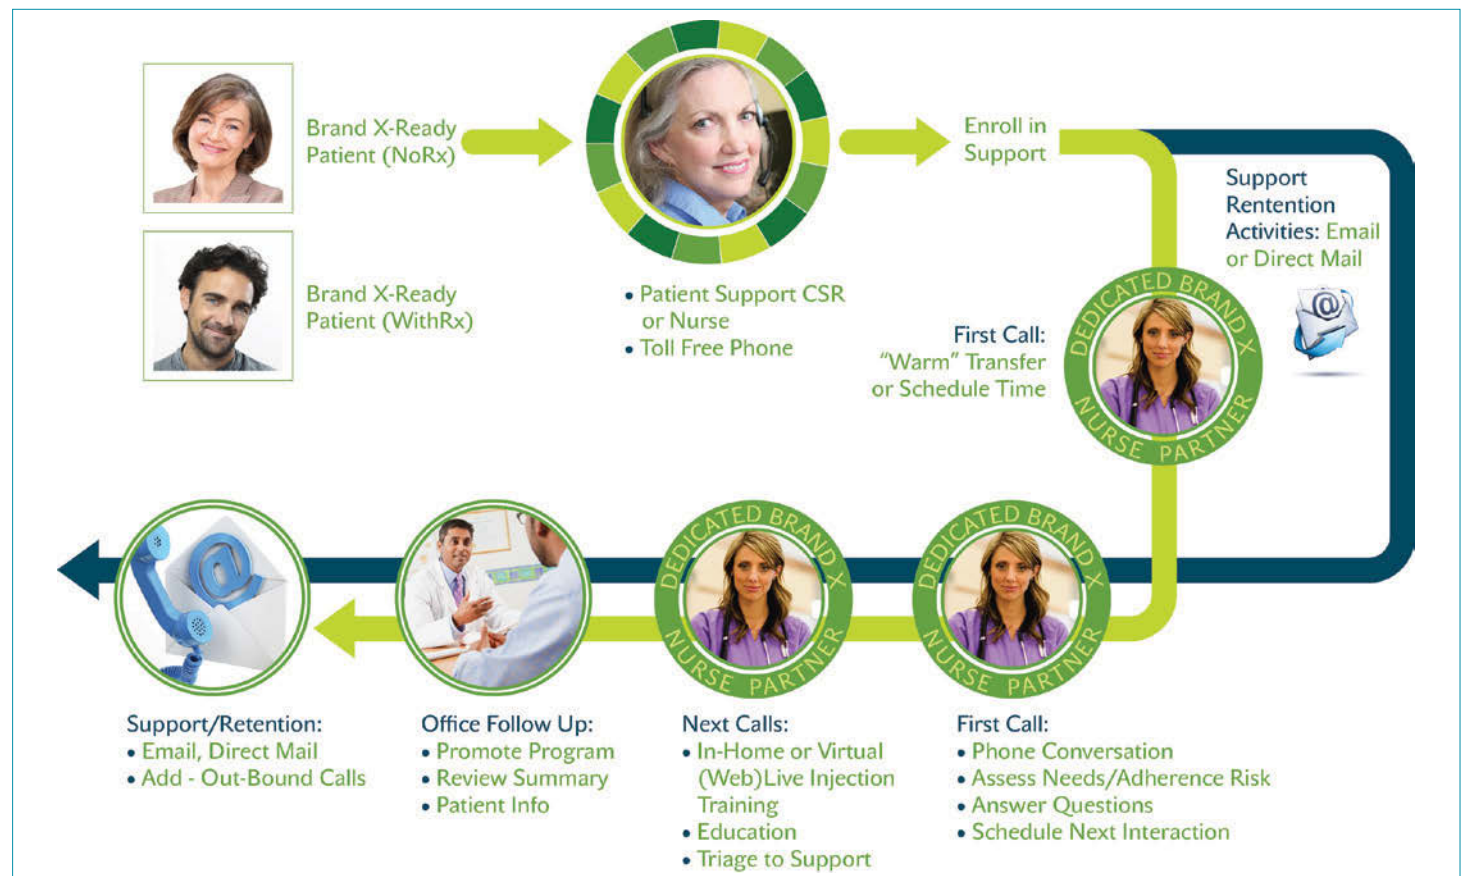 Brand X-Ready
Patient (NoRx)
Brand X-Ready
Patient (WithRx)
• Patient Support CSR
or Nurse
• Toll Free Phone
Enroll in
Support
Support
Rentention
Activities: Email
or Direct Mail
@
First Call:
“Warm” Transfer
or Schedule Time
DEDICATED BRAND X
NURSE PARTNER
@
Support/Retention:
• Email, Direct Mail
• Add - Out-Bound Calls
Office Follow Up:
• Promote Program
• Review Summary
• Patient Info
DEDICATED BRAND X
NURSE PARTNER
Next Calls:
• In-Home or Virtual
(Web)Live Injection
Training
• Education
• Triage to Support
DEDICATED BRAND X
NURSE PARTNER
First Call:
• Phone Conversation
• Assess Needs/Adherence Risk
• Answer Questions
• Schedule Next Interaction